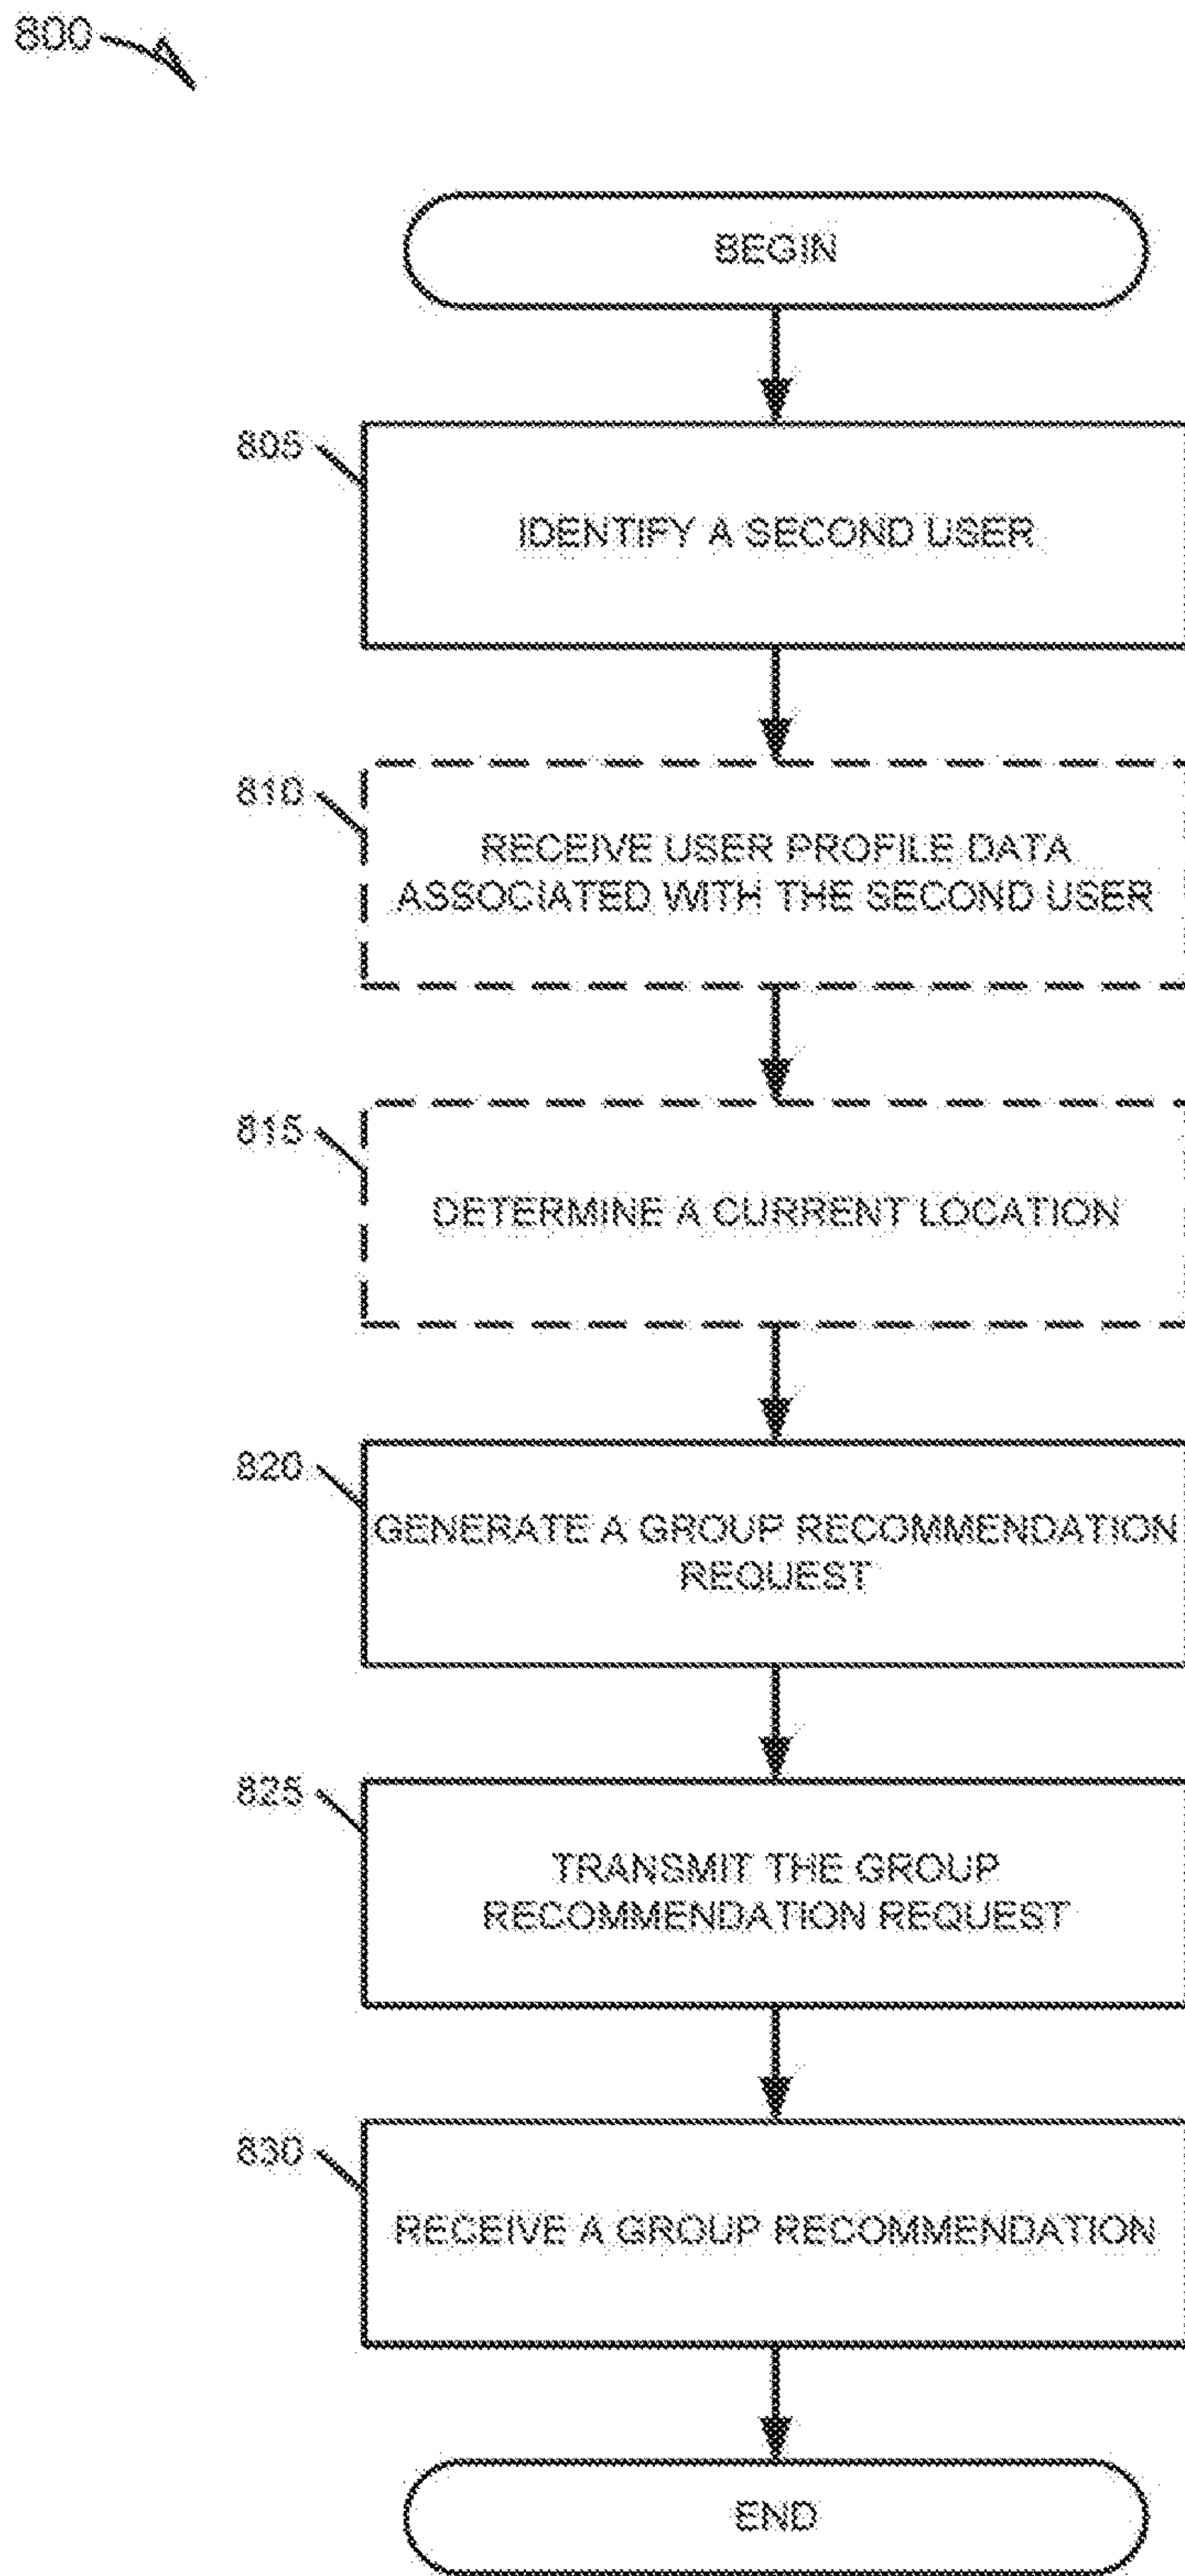 800
BEGIN
805
IDENTIFY A SECOND USER
810
RECEIVE USER PROFILE DATA
ASSOCIATED WITH THE SECOND USER
815
DETERMINE A CURRENT LOCATION
820
GENERATE A GROUP RECOMMENDATION
REQUEST
825
TRANSMIT THE GROUP
RECOMMENDATION REQUEST
830
RECEIVE A GROUP RECOMMENDATION
END